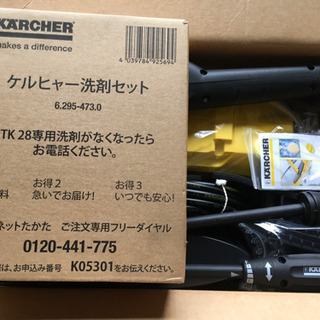 KÄRCHER
makes a difference
4 039784 925694
ケルヒャー洗剤セット
6.295-473.0
TK 28専用洗剤がなくなったら
お電話ください。
お得2
急いでお届け!
お得3
いつでも安心!
ネットたかた ご注文専用フリーダイヤル
0120-441-775
お申込み番号 K05301をお伝えください。
KÄRCHER